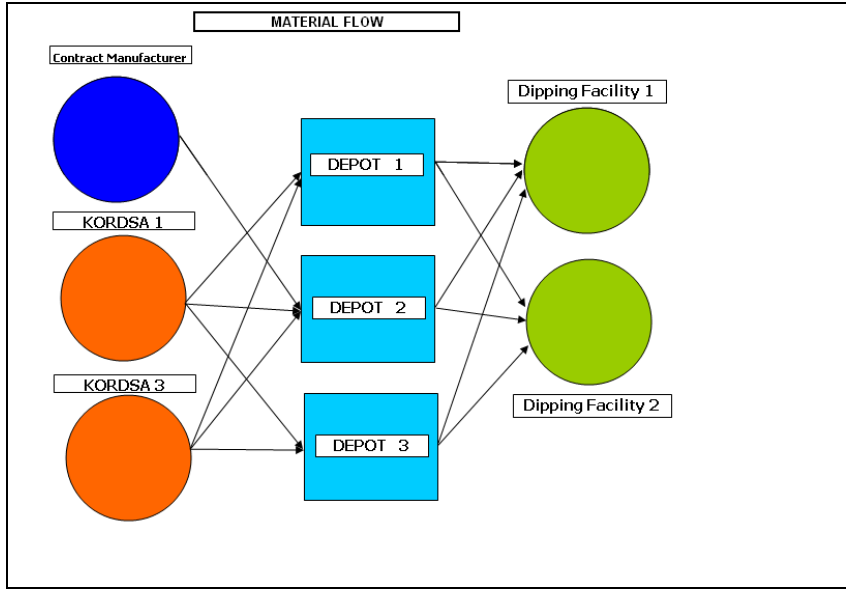 MATERIAL FLOW
Contract Manufacturer
KORDSA 1
KORDSA 3
DEPOT 1
DEPOT 2
DEPOT 3
Dipping Facility 1
Dipping Facility 2